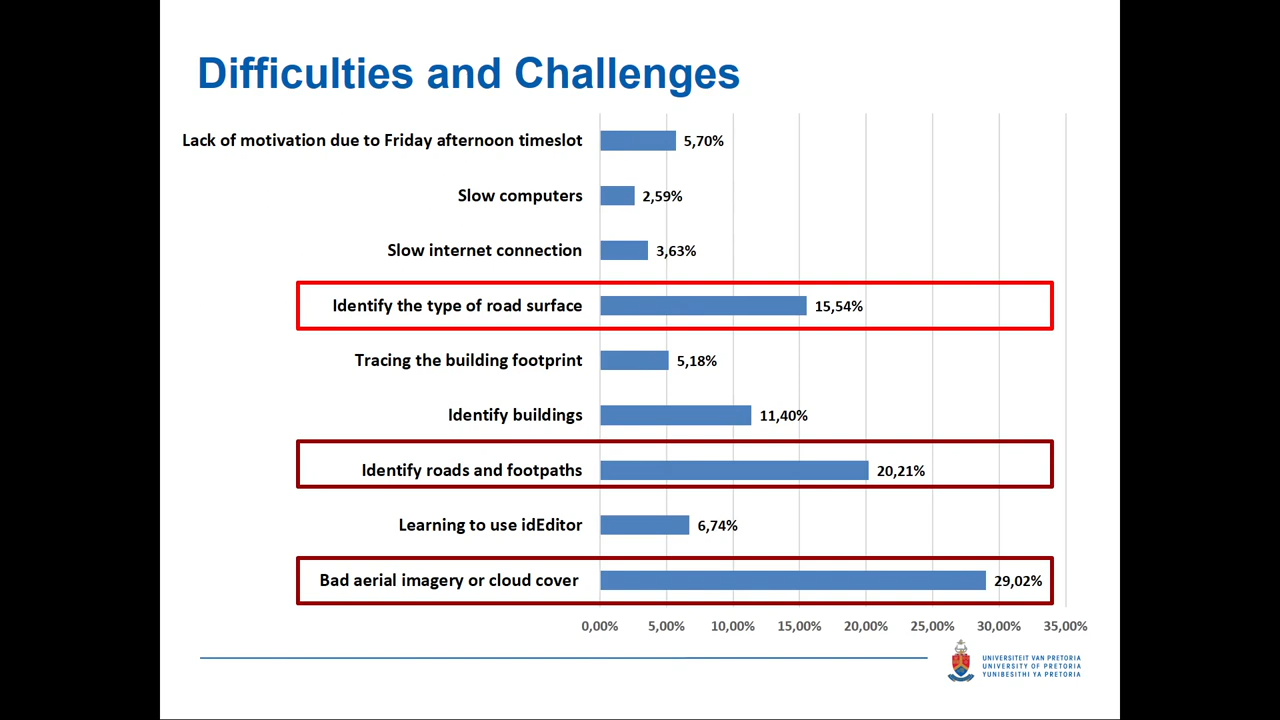 Difficulties and Challenges
Lack of motivation due to Friday afternoon timeslot 5,70%
Slow computers 2,59%
Slow internet connection 3,63%
Identify the type of road surface 15,54%
Tracing the building footprint 5,18%
Identify buildings 11,40%
Identify roads and footpaths 20,21%
Learning to use idEditor 6,74%
Bad aerial imagery or cloud cover 29,02%
0,00% 5,00% 10,00% 15,00% 20,00% 25,00% 30,00% 35,00%
UNIVERSITEIT VAN PRETORIA
UNIVERSITY OF PRETORIA
YUNIBESITHI YA PRETORIA